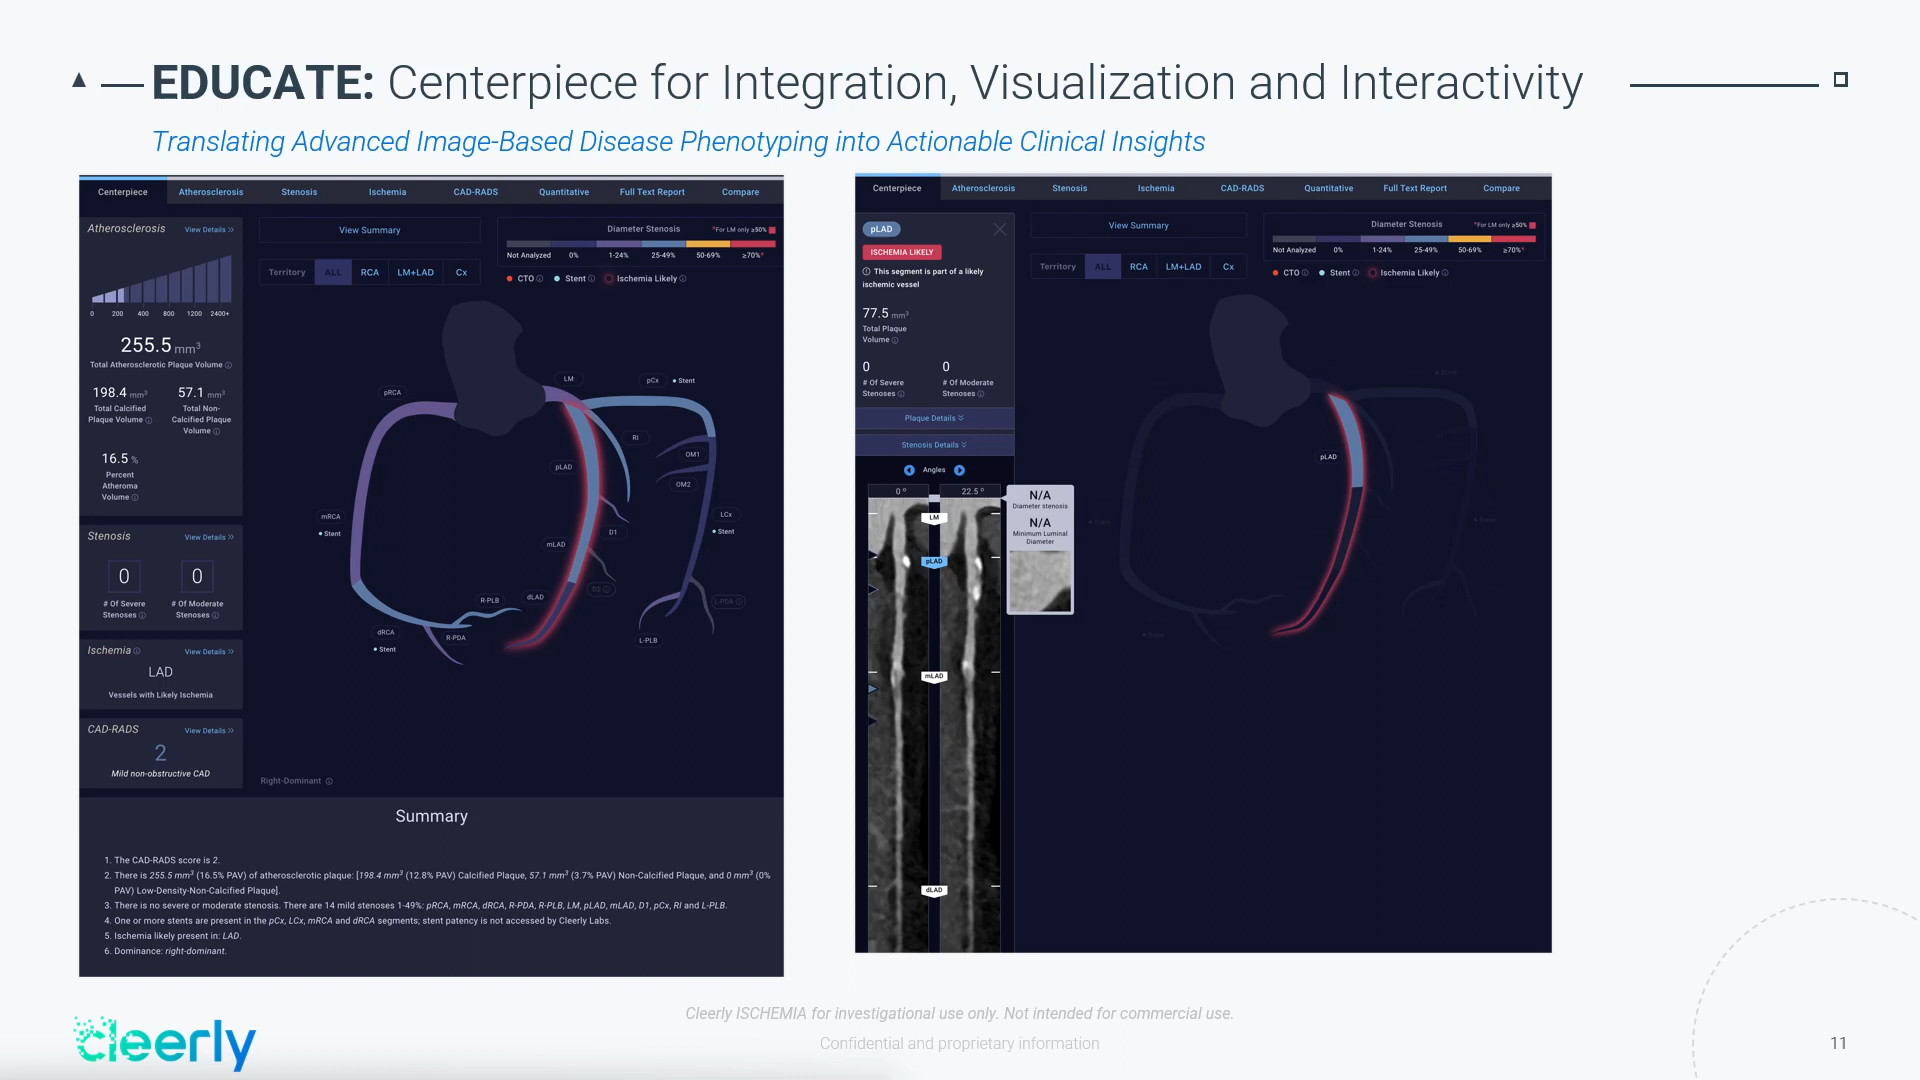 EDUCATE: Centerpiece for Integration, Visualization and Interactivity
Translating Advanced Image-Based Disease Phenotyping into Actionable Clinical Insights
Centerpiece Atherosclerosis Stenosis Ischemia CAD-RADS Quantitative Full Text Report Compare
Atherosclerosis View Details >>
0 200 400 800 1200 2400+
255.5 mm³
Total Atherosclerotic Plaque Volume
198.4 mm³ 57.1 mm³
Total Calcified Plaque Volume
Total Non-Calcified Plaque Volume
16.5 %
Percent
Atheroma
Volume
Stenosis View Details >>
0 0
# Of Severe Stenoses
# Of Moderate Stenoses
Ischemia View Details >>
LAD
Vessels with Likely Ischemia
CAD-RADS View Details >>
2
Mild non-obstructive CAD
View Summary
Territory ALL RCA LM+LAD Cx
Diameter Stenosis *For LM only ≥50%
Not Analyzed 0% 1-24% 25-49% 50-69% ≥70%*
CTO Stent Ischemia Likely
LM
pCx Stent
pRCA
RI
OM1
pLAD
OM2
mRCA
Stent
LCx
Stent
D1
mLAD
D2
dLAD
R-PLB
L-PDA
dRCA
Stent
R-PDA
L-PLB
Right-Dominant
Summary
1. The CAD-RADS score is 2.
2. There is 255.5 mm³ (16.5% PAV) of atherosclerotic plaque: [198.4 mm³ (12.8% PAV) Calcified Plaque, 57.1 mm³ (3.7% PAV) Non-Calcified Plaque, and 0 mm³ (0%
PAV) Low-Density-Non-Calcified Plaque].
3. There is no severe or moderate stenosis. There are 14 mild stenoses 1-49%: pRCA, mRCA, dRCA, R-PDA, R-PLB, LM, pLAD, mLAD, D1, pCx, RI and L-PLB.
4. One or more stents are present in the pCx, LCx, mRCA and dRCA segments; stent patency is not accessed by Cleerly Labs.
5. Ischemia likely present in: LAD.
6. Dominance: right-dominant.
Centerpiece Atherosclerosis Stenosis Ischemia CAD-RADS Quantitative Full Text Report Compare
pLAD
ISCHEMIA LIKELY
This segment is part of a likely
ischemic vessel
77.5 mm³
Total Plaque
Volume
0 0
# Of Severe Stenoses
# Of Moderate Stenoses
Plaque Details
Stenosis Details
Angles
0 ° 22.5 °
LM
pLAD
mLAD
dLAD
N/A
Diameter stenosis
N/A
Minimum Luminal
Diameter
View Summary
Territory ALL RCA LM+LAD Cx
Diameter Stenosis *For LM only ≥50%
Not Analyzed 0% 1-24% 25-49% 50-69% ≥70%*
CTO Stent Ischemia Likely
Stent
pLAD
Stent
Stent
Stent
cleerly
Cleerly ISCHEMIA for investigational use only. Not intended for commercial use.
Confidential and proprietary information
11